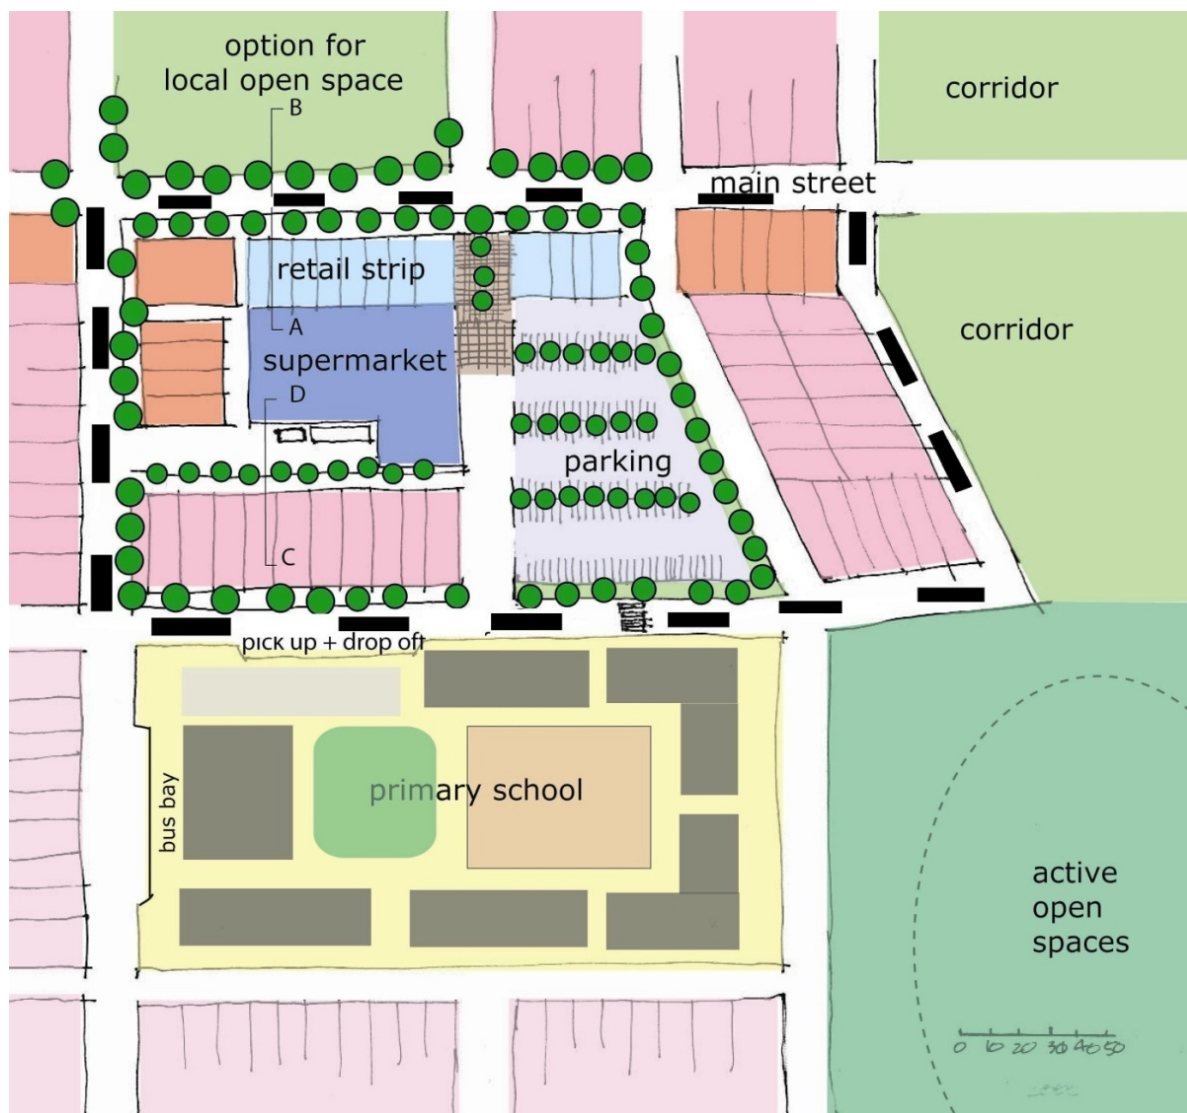 option for
local open space
B
corridor
main street
retail strip
A
supermarket
corridor
D
parking
C
pick up + drop off
primary school
bus bay
active
open
spaces
0 10 20 30 40 50